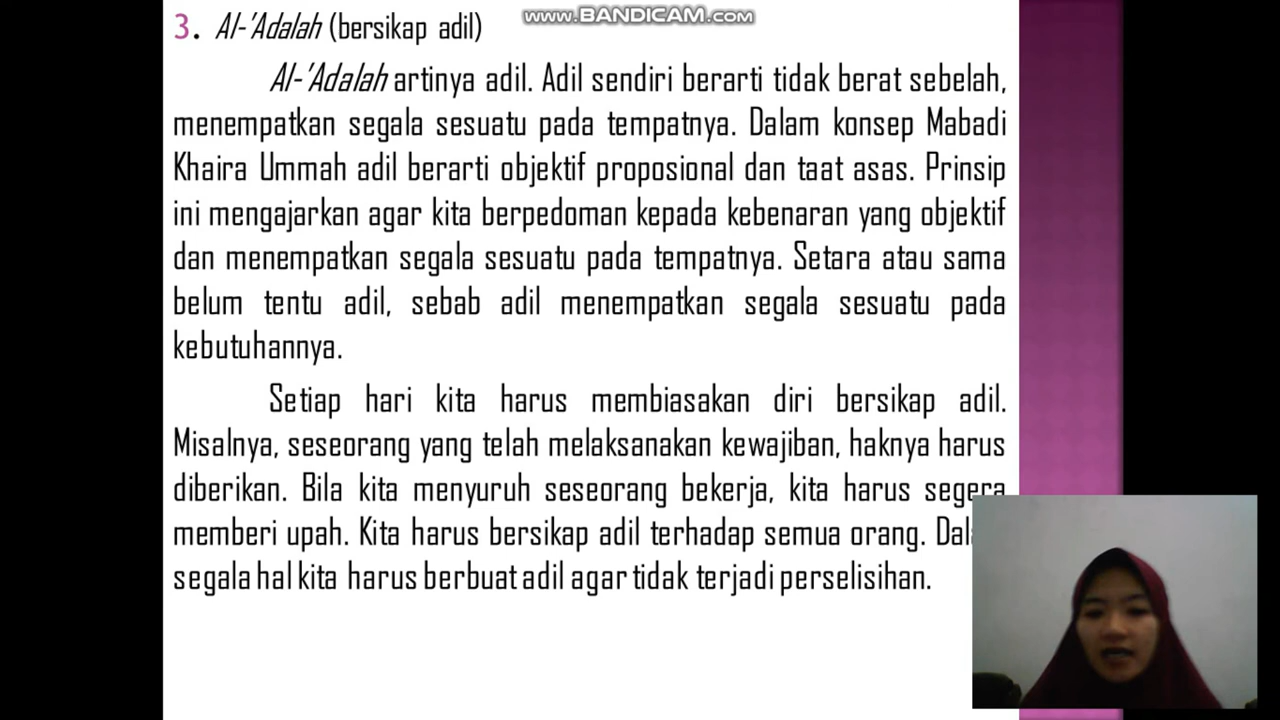 www.BANDICAM.com
3. Al-'Adalah (bersikap adil)
Al-'Adalah artinya adil. Adil sendiri berarti tidak berat sebelah,
menempatkan segala sesuatu pada tempatnya. Dalam konsep Mabadi
Khaira Ummah adil berarti objektif proposional dan taat asas. Prinsip
ini mengajarkan agar kita berpedoman kepada kebenaran yang objektif
dan menempatkan segala sesuatu pada tempatnya. Setara atau sama
belum tentu adil, sebab adil menempatkan segala sesuatu pada
kebutuhannya.
Setiap hari kita harus membiasakan diri bersikap adil.
Misalnya, seseorang yang telah melaksanakan kewajiban, haknya harus
diberikan. Bila kita menyuruh seseorang bekerja, kita harus segera
memberi upah. Kita harus bersikap adil terhadap semua orang.
segala hal kita harus berbuat adil agar tidak terjadi perselisihan.